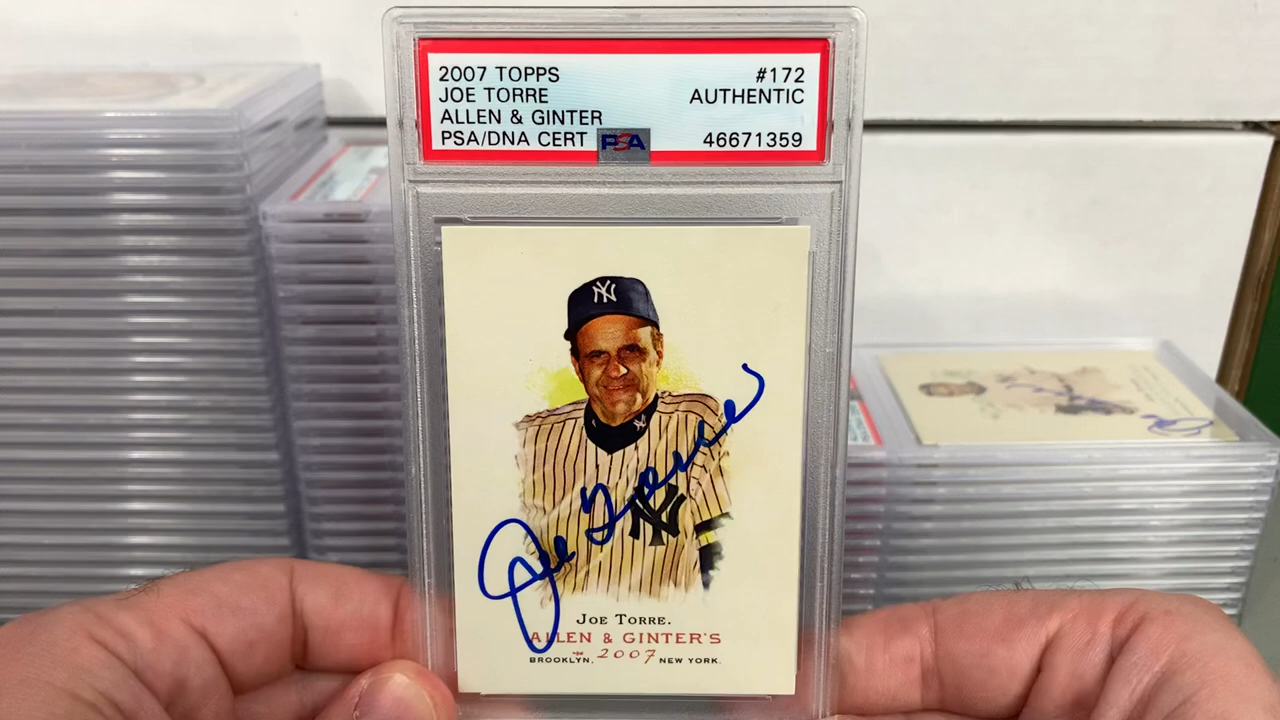 2007 TOPPS #172
JOE TORRE AUTHENTIC
ALLEN & GINTER
PSA/DNA CERT PSA 46671359
NY
NY
Joe Torre
JOE TORRE.
ALLEN & GINTER'S
BROOKLYN, 2007 NEW YORK.